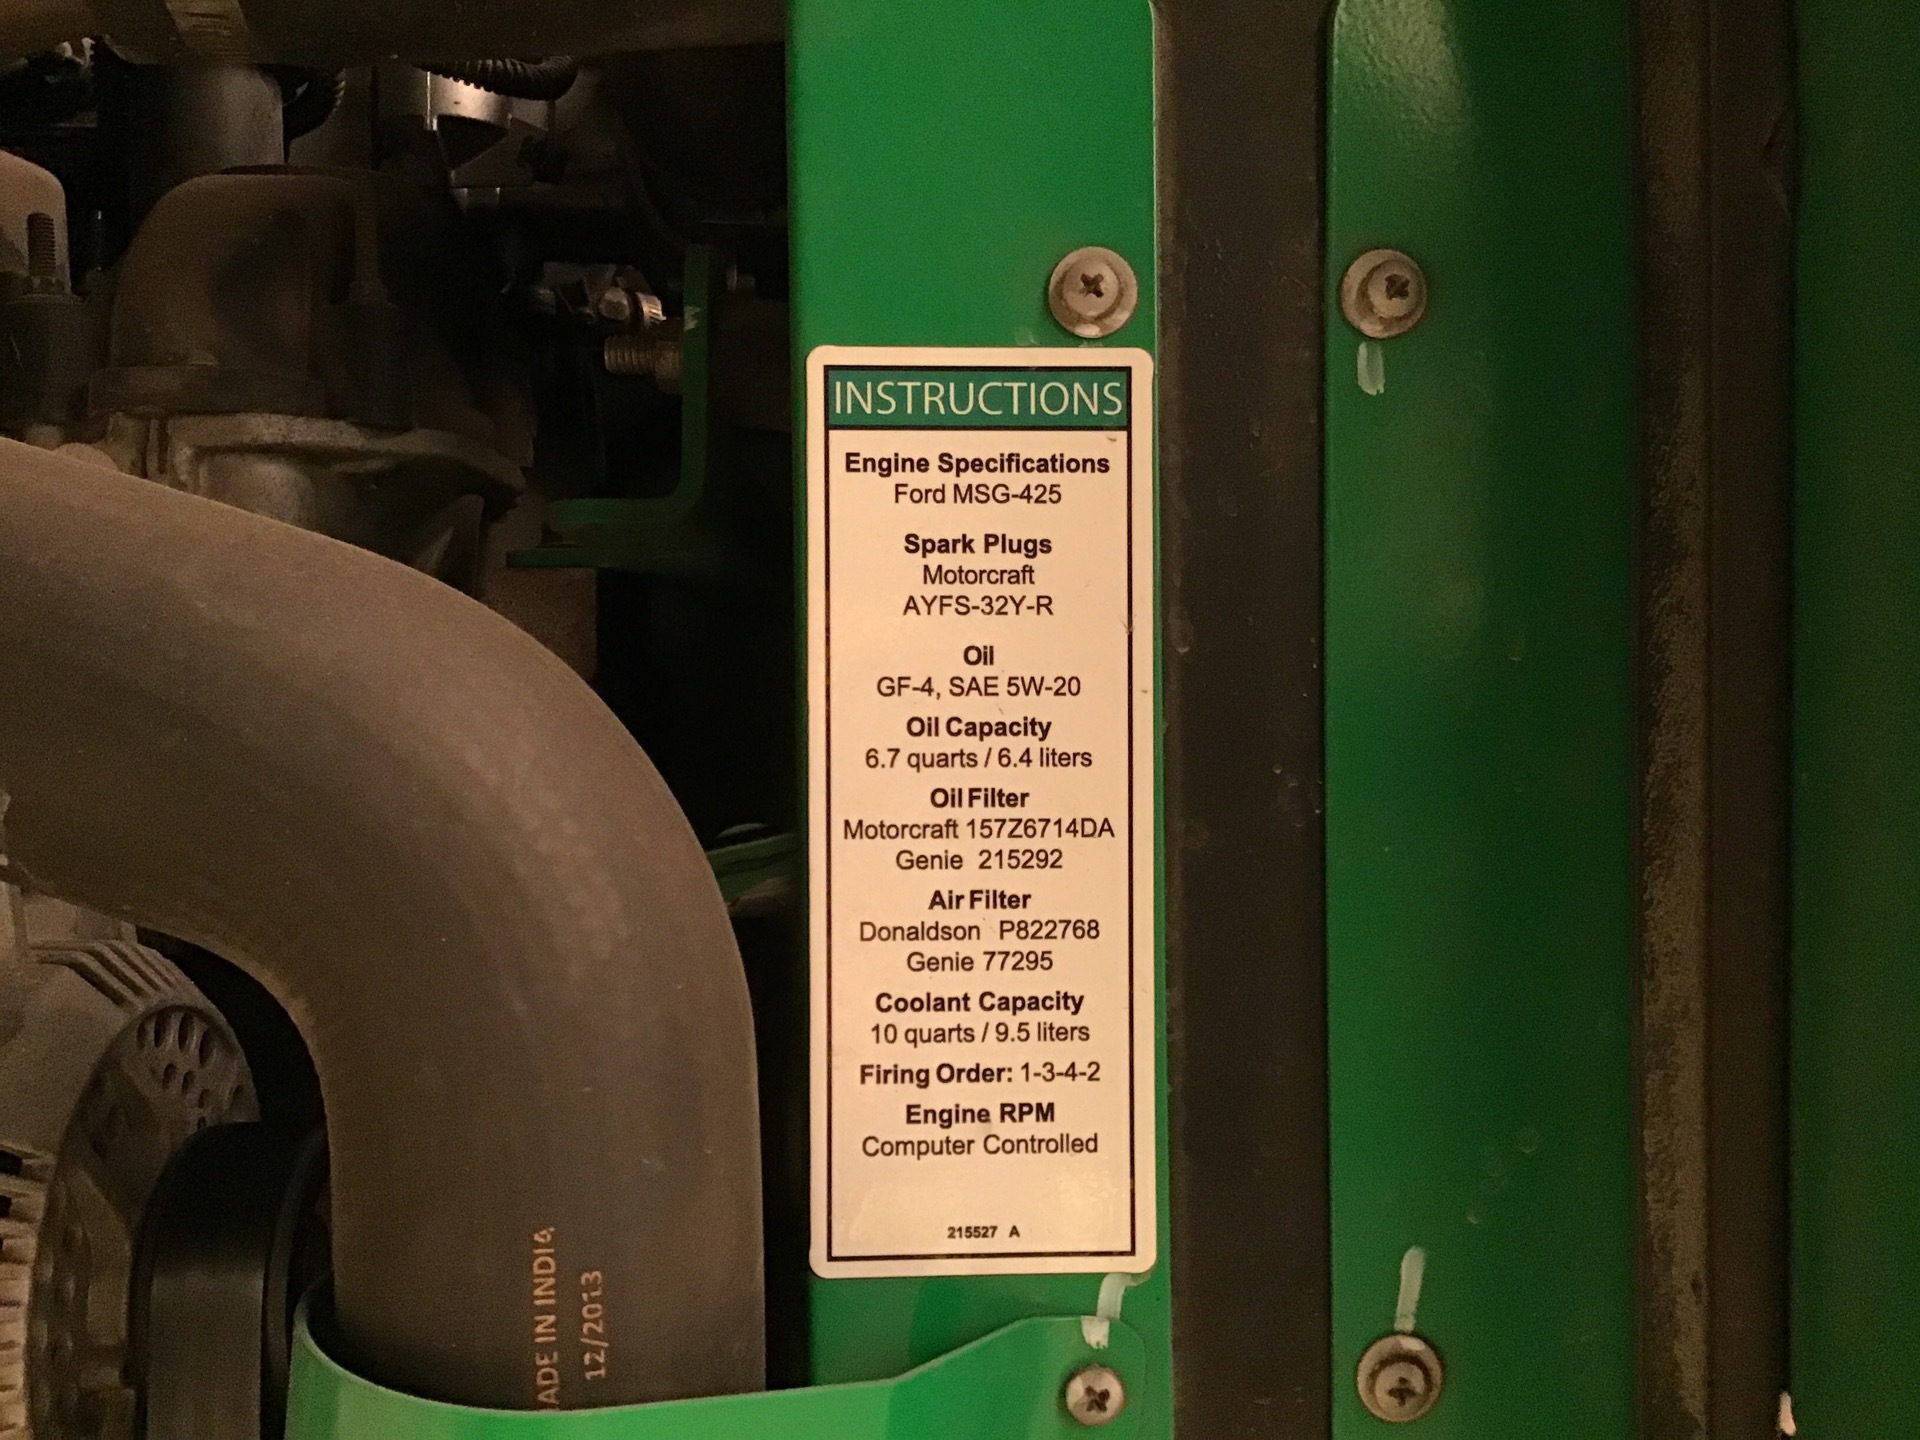 INSTRUCTIONS
Engine Specifications
Ford MSG-425
Spark Plugs
Motorcraft
AYFS-32Y-R
Oil
GF-4, SAE 5W-20
Oil Capacity
6.7 quarts / 6.4 liters
Oil Filter
Motorcraft 157Z6714DA
Genie 215292
Air Filter
Donaldson P822768
Genie 77295
Coolant Capacity
10 quarts / 9.5 liters
Firing Order: 1-3-4-2
Engine RPM
Computer Controlled
215527 A
ADE IN INDIA
12/2013